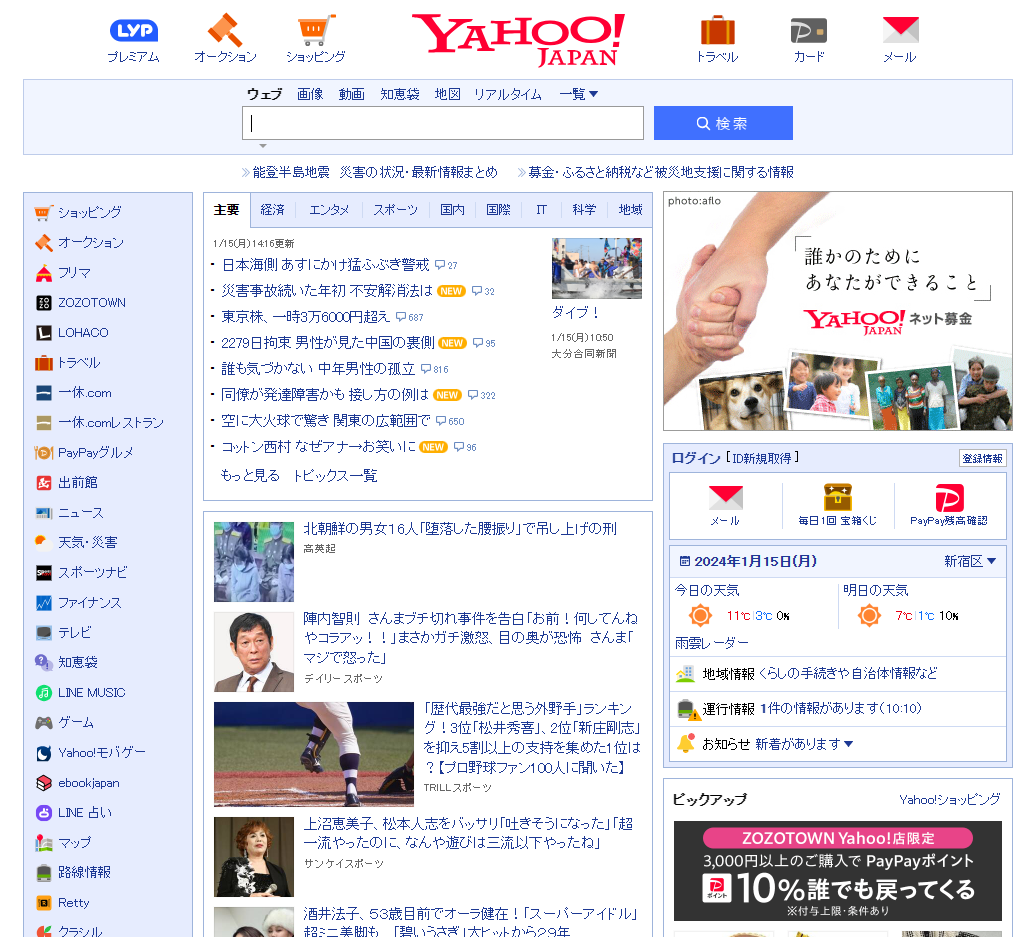 LYP
プレミアム
オークション
ショッピング
YAHOO!
JAPAN
トラベル
カード
メール
ウェブ 画像 動画 知恵袋 地図 リアルタイム 一覧▼
検索
能登半島地震 災害の状況・最新情報まとめ
募金・ふるさと納税など被災地支援に関する情報
ショッピング
オークション
フリマ
ZOZOTOWN
LOHACO
トラベル
一休.com
一休.comレストラン
PayPayグルメ
出前館
ニュース
天気・災害
スポーツナビ
ファイナンス
テレビ
知恵袋
LINE MUSIC
ゲーム
Yahoo!モバゲー
ebookjapan
LINE 占い
マップ
路線情報
Retty
クラシル
主要 経済 エンタメ スポーツ 国内 国際 IT 科学 地域
1/15(月)14:16更新
日本海側 あすにかけ猛ふぶき警戒 27
災害事故続いた年初 不安解消法は NEW 32
東京株、一時3万6000円超え 687
2279日拘束 男性が見た中国の裏側 NEW 95
誰も気づかない 中年男性の孤立 816
同僚が発達障害かも 接し方の例は NEW 322
空に大火球で驚き 関東の広範囲で 650
コットン西村 なぜアナ→お笑いに NEW 96
もっと見る トピックス一覧
ダイブ！
1/15(月)10:50
大分合同新聞
北朝鮮の男女16人「堕落した腰振り」で吊し上げの刑
高英起
陣内智則 さんまブチ切れ事件を告白「お前！何してんね
やコラアッ！！」まさかガチ激怒、目の奥が恐怖 さんま「
マジで怒った」
デイリースポーツ
「歴代最強だと思う外野手」ランキン
グ！3位「松井秀喜」、2位「新庄剛志」
を抑え5割以上の支持を集めた1位は
？【プロ野球ファン100人に聞いた】
TRILLスポーツ
上沼恵美子、松本人志をバッサリ「吐きそうになった」「超
一流やったのに、なんや遊びは三流以下やったね」
サンケイスポーツ
酒井法子、53歳目前でオーラ健在！「スーパーアイドル」
超ミニ美脚も 「碧いうさぎ」大ヒットから29年
photo:aflo
誰かのために
あなたができること
YAHOO!
JAPAN
ネット募金
ログイン [ ID新規取得 ]
登録情報
メール
毎日1回 宝箱くじ
PayPay残高確認
2024年1月15日(月)
新宿区▼
今日の天気
11℃ 3℃ 0%
明日の天気
7℃ 1℃ 10%
雨雲レーダー
地域情報 くらしの手続きや自治体情報など
運行情報 1件の情報があります(10:10)
お知らせ 新着があります▼
ピックアップ
Yahoo!ショッピング
ZOZOTOWN Yahoo!店限定
3,000円以上のご購入で PayPayポイント
ポイント
10%誰でも戻ってくる
※付与上限・条件あり